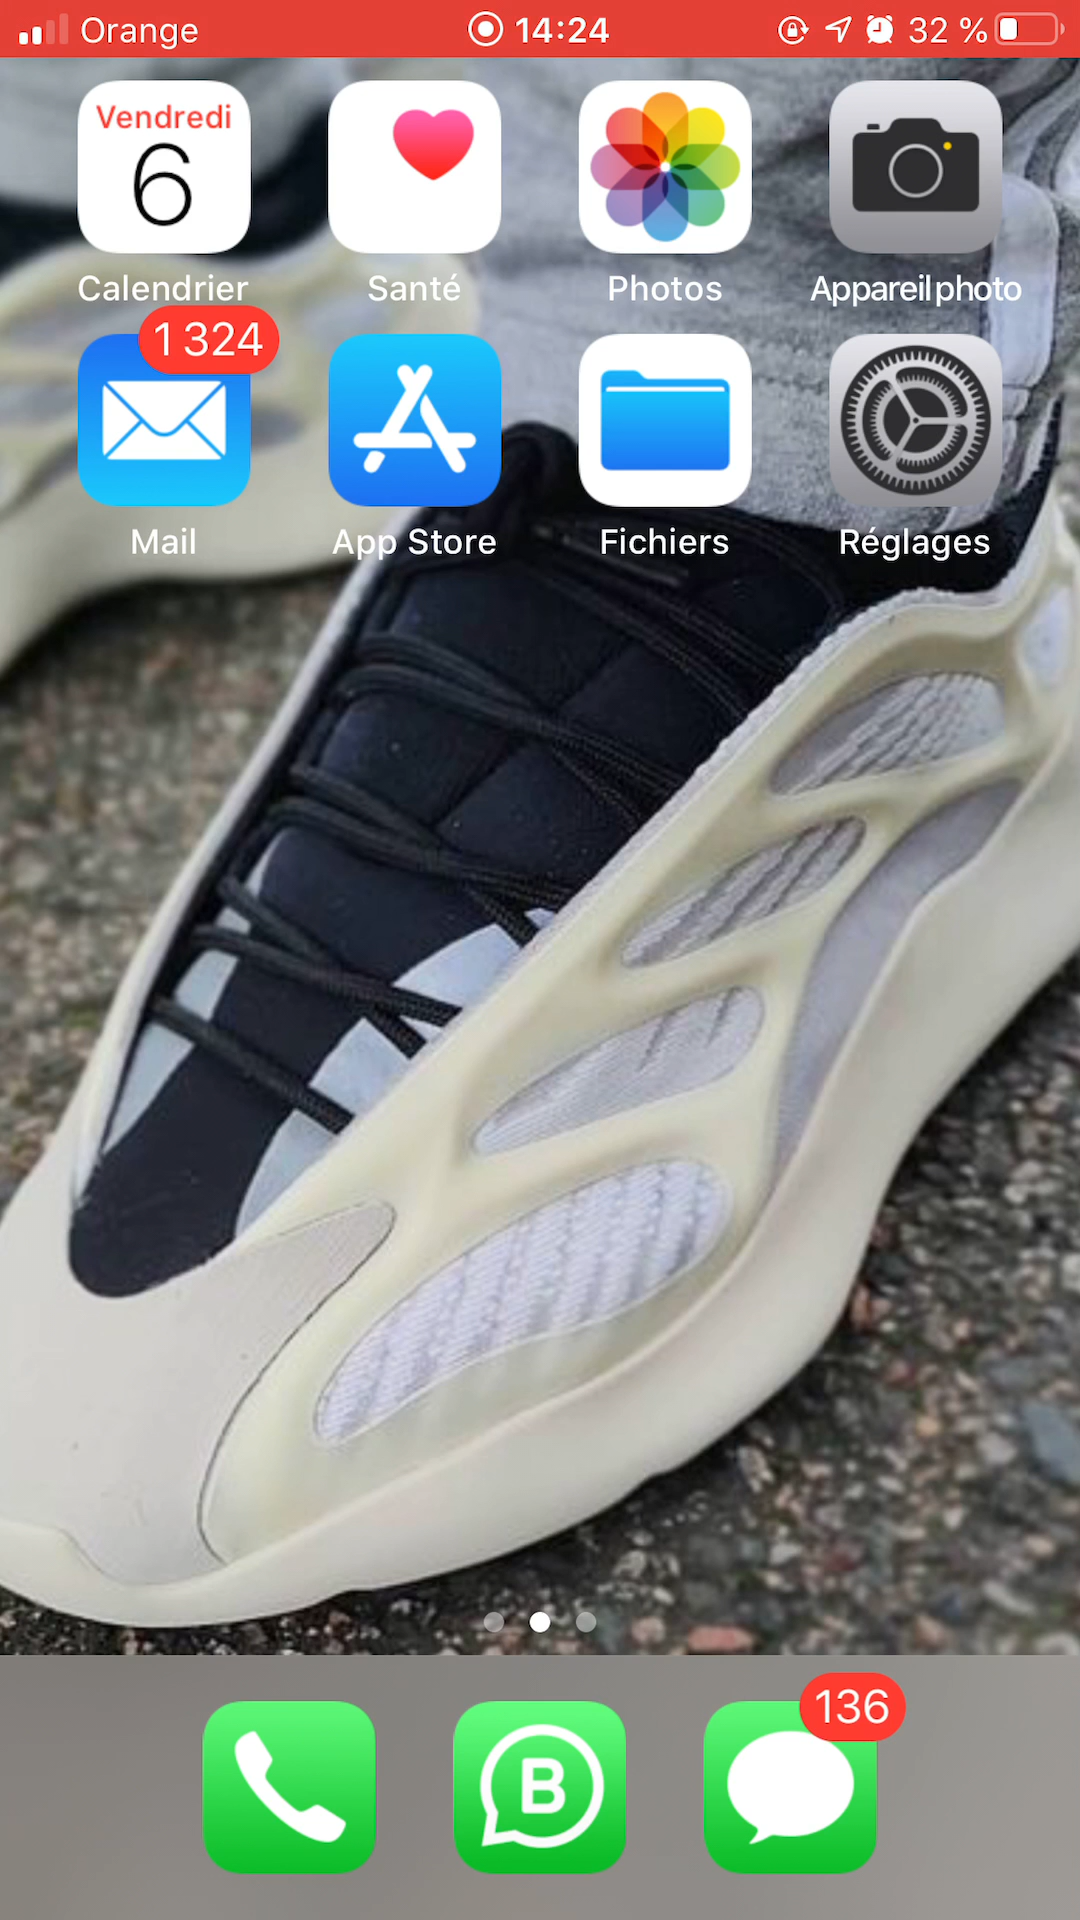 Orange 14:24 32 %
Vendredi
6
Calendrier Santé Photos Appareil photo
1 324
Mail App Store Fichiers Réglages
136
B